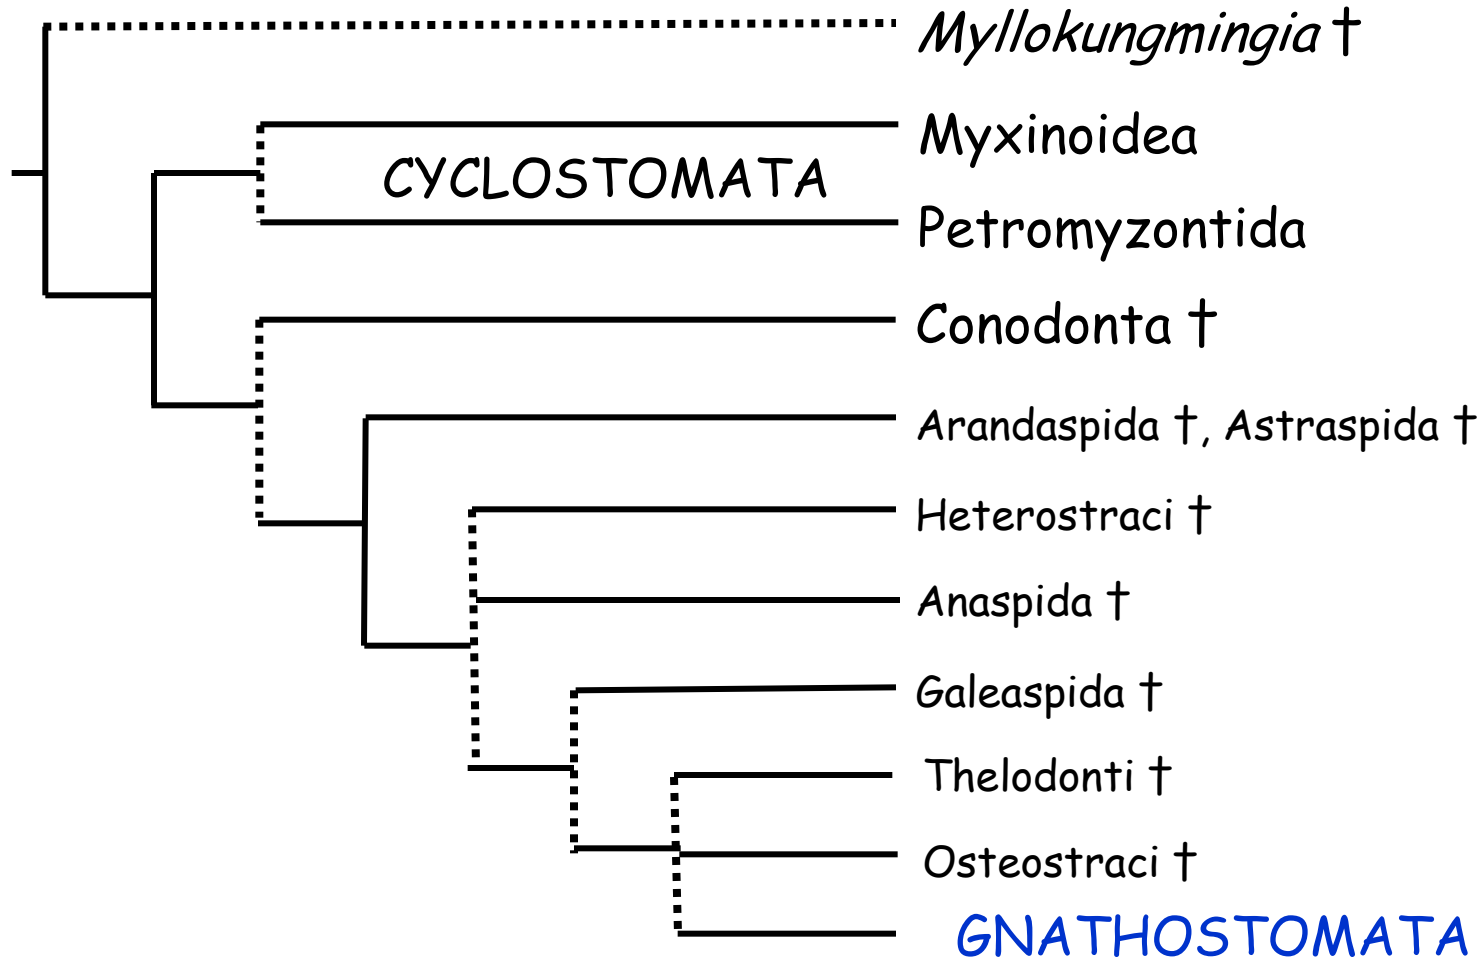 Myllokungmingia †
Myxinoidea
CYCLOSTOMATA
Petromyzontida
Conodonta †
Arandaspida †, Astraspida †
Heterostraci †
Anaspida †
Galeaspida †
Thelodonti †
Osteostraci †
GNATHOSTOMATA